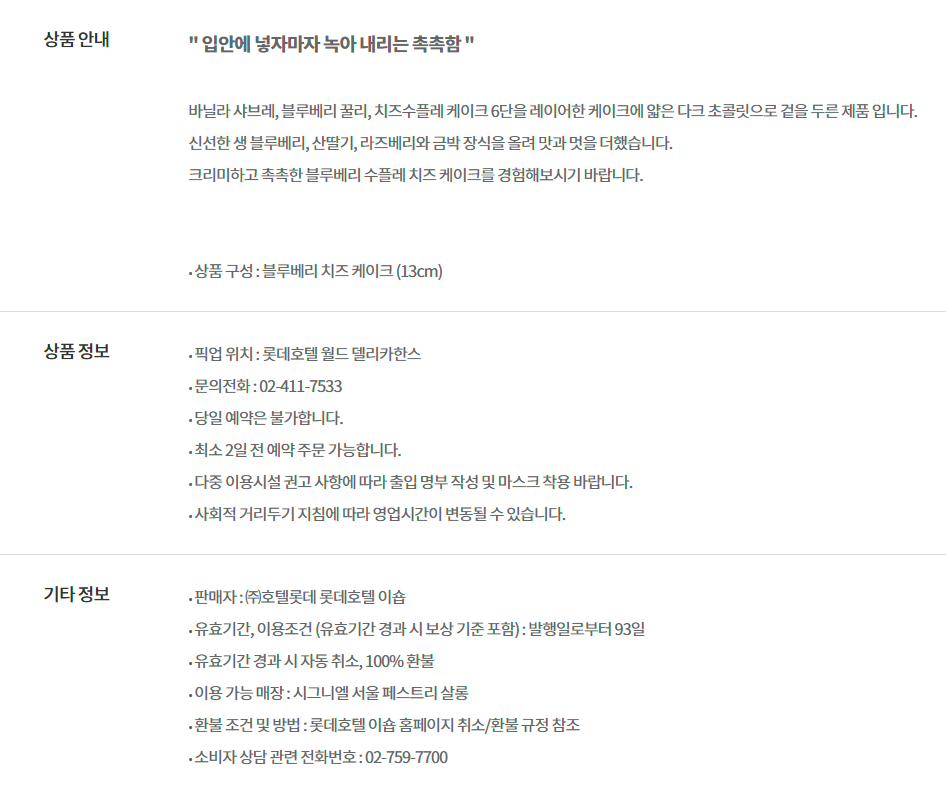 상품 안내
" 입안에 넣자마자 녹아 내리는 촉촉함 "
바닐라 샤브레, 블루베리 꿀리, 치즈수플레 케이크 6단을 레이어한 케이크에 얇은 다크 초콜릿으로 겉을 두른 제품 입니다.
신선한 생 블루베리, 산딸기, 라즈베리와 금박 장식을 올려 맛과 멋을 더했습니다.
크리미하고 촉촉한 블루베리 수플레 치즈 케이크를 경험해보시기 바랍니다.
• 상품 구성 : 블루베리 치즈 케이크 (13cm)
상품 정보
• 픽업 위치 : 롯데호텔 월드 델리카한스
• 문의전화 : 02-411-7533
• 당일 예약은 불가합니다.
• 최소 2일 전 예약 주문 가능합니다.
• 다중 이용시설 권고 사항에 따라 출입 명부 작성 및 마스크 착용 바랍니다.
• 사회적 거리두기 지침에 따라 영업시간이 변동될 수 있습니다.
기타 정보
• 판매자 : ㈜호텔롯데 롯데호텔 이숍
• 유효기간, 이용조건 (유효기간 경과 시 보상 기준 포함) : 발행일로부터 93일
• 유효기간 경과 시 자동 취소, 100% 환불
• 이용 가능 매장 : 시그니엘 서울 페스트리 살롱
• 환불 조건 및 방법 : 롯데호텔 이숍 홈페이지 취소/환불 규정 참조
• 소비자 상담 관련 전화번호 : 02-759-7700